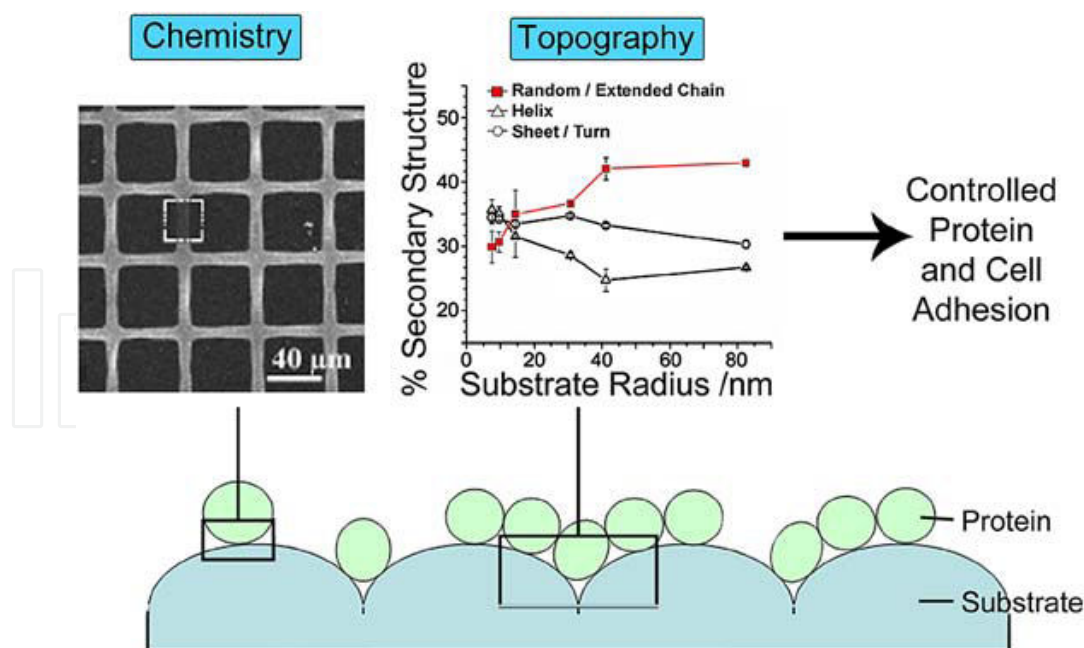 Chemistry
Topography
40 μm
% Secondary Structure
Random / Extended Chain
Helix
Sheet / Turn
50
40
30
20
0 20 40 60 80
Substrate Radius /nm
Controlled
Protein
and Cell
Adhesion
Protein
Substrate